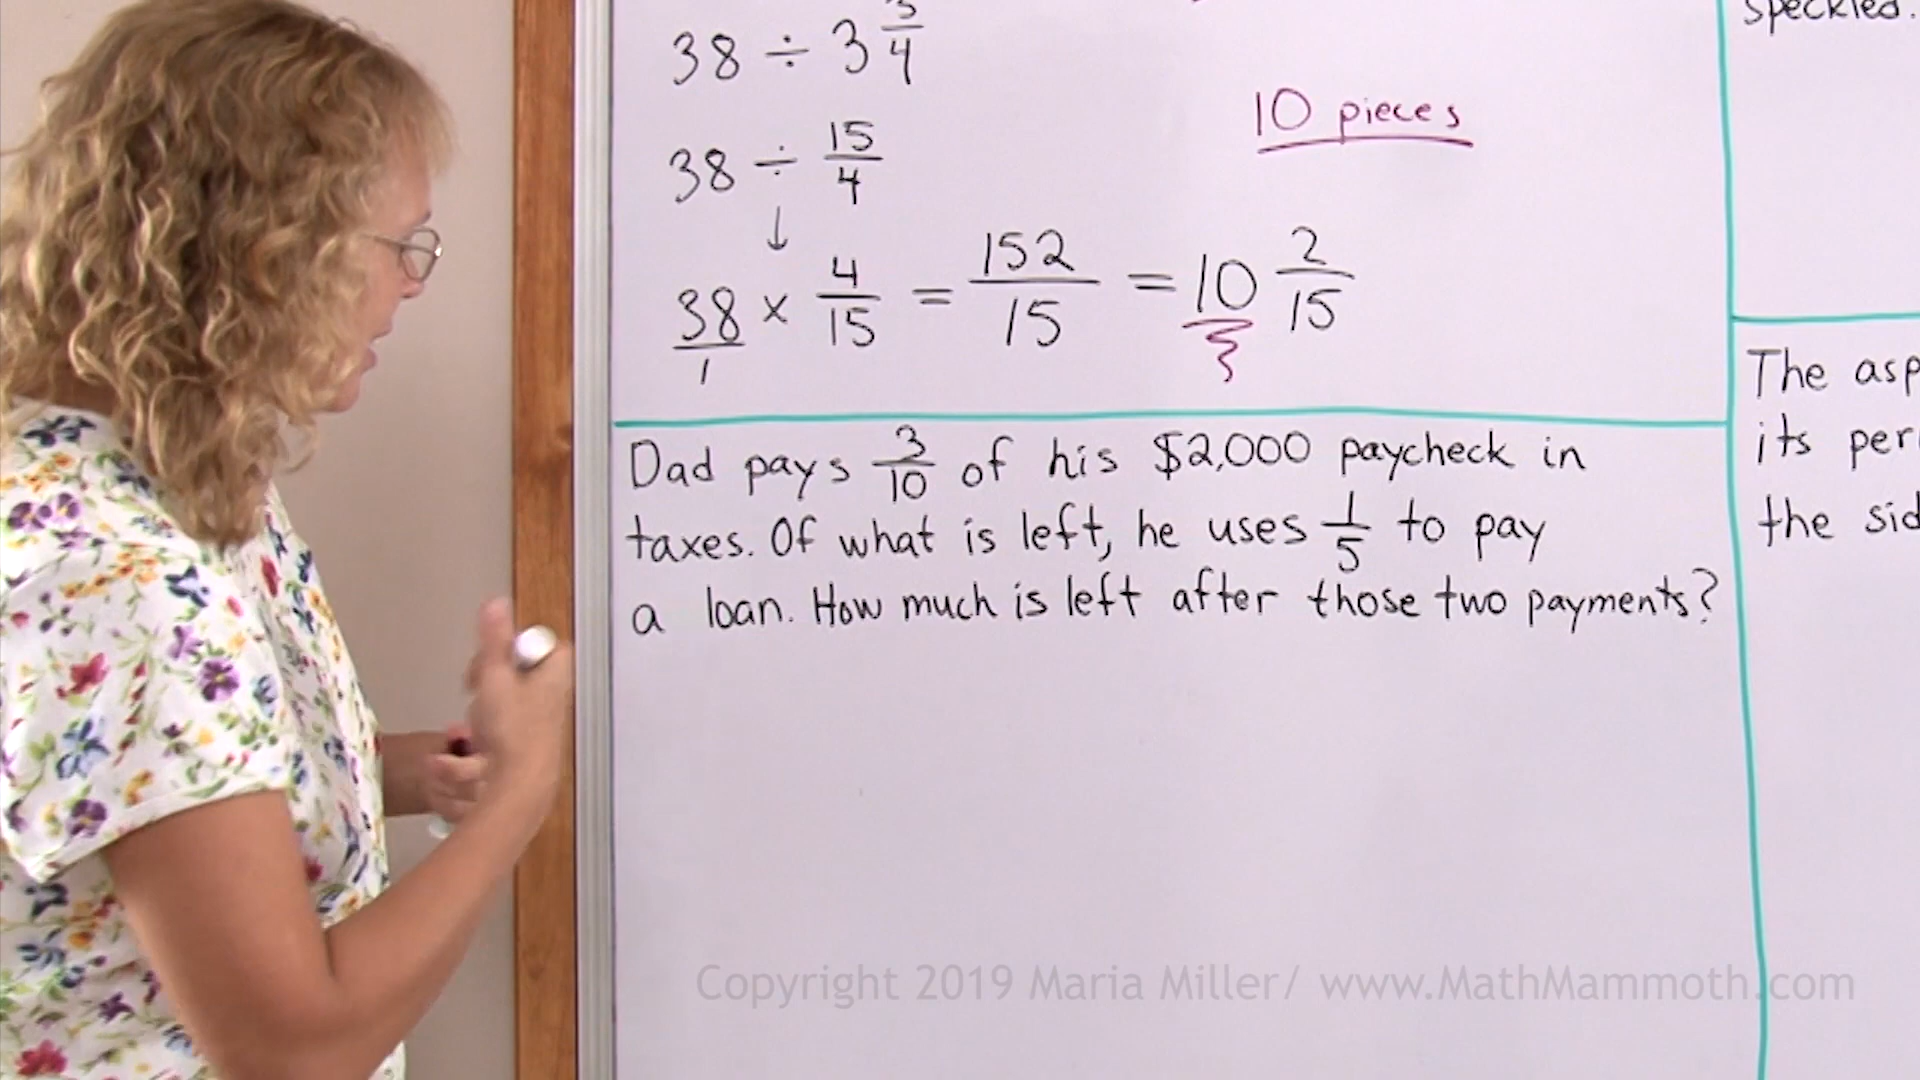 speckled.
38 ÷ 3 3/4
10 pieces
38 ÷ 15/4
↓
38/1 × 4/15 = 152/15 = 10 2/15
Dad pays 3/10 of his $2,000 paycheck in
taxes. Of what is left, he uses 1/5 to pay
a loan. How much is left after those two payments?
The
its
the
Copyright 2019 Maria Miller/ www.MathMammoth.com